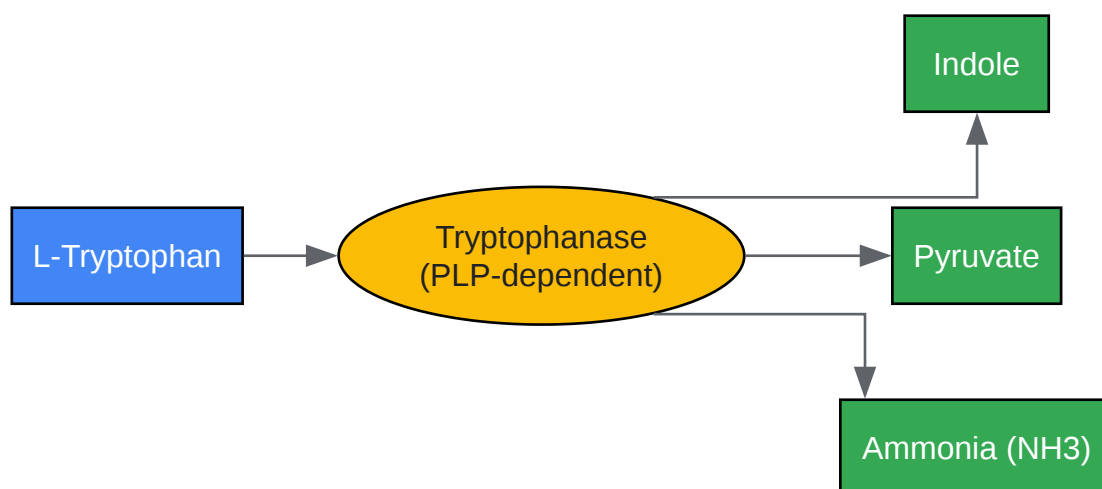 Indole
L-Tryptophan
Tryptophanase
(PLP-dependent)
Pyruvate
Ammonia (NH3)